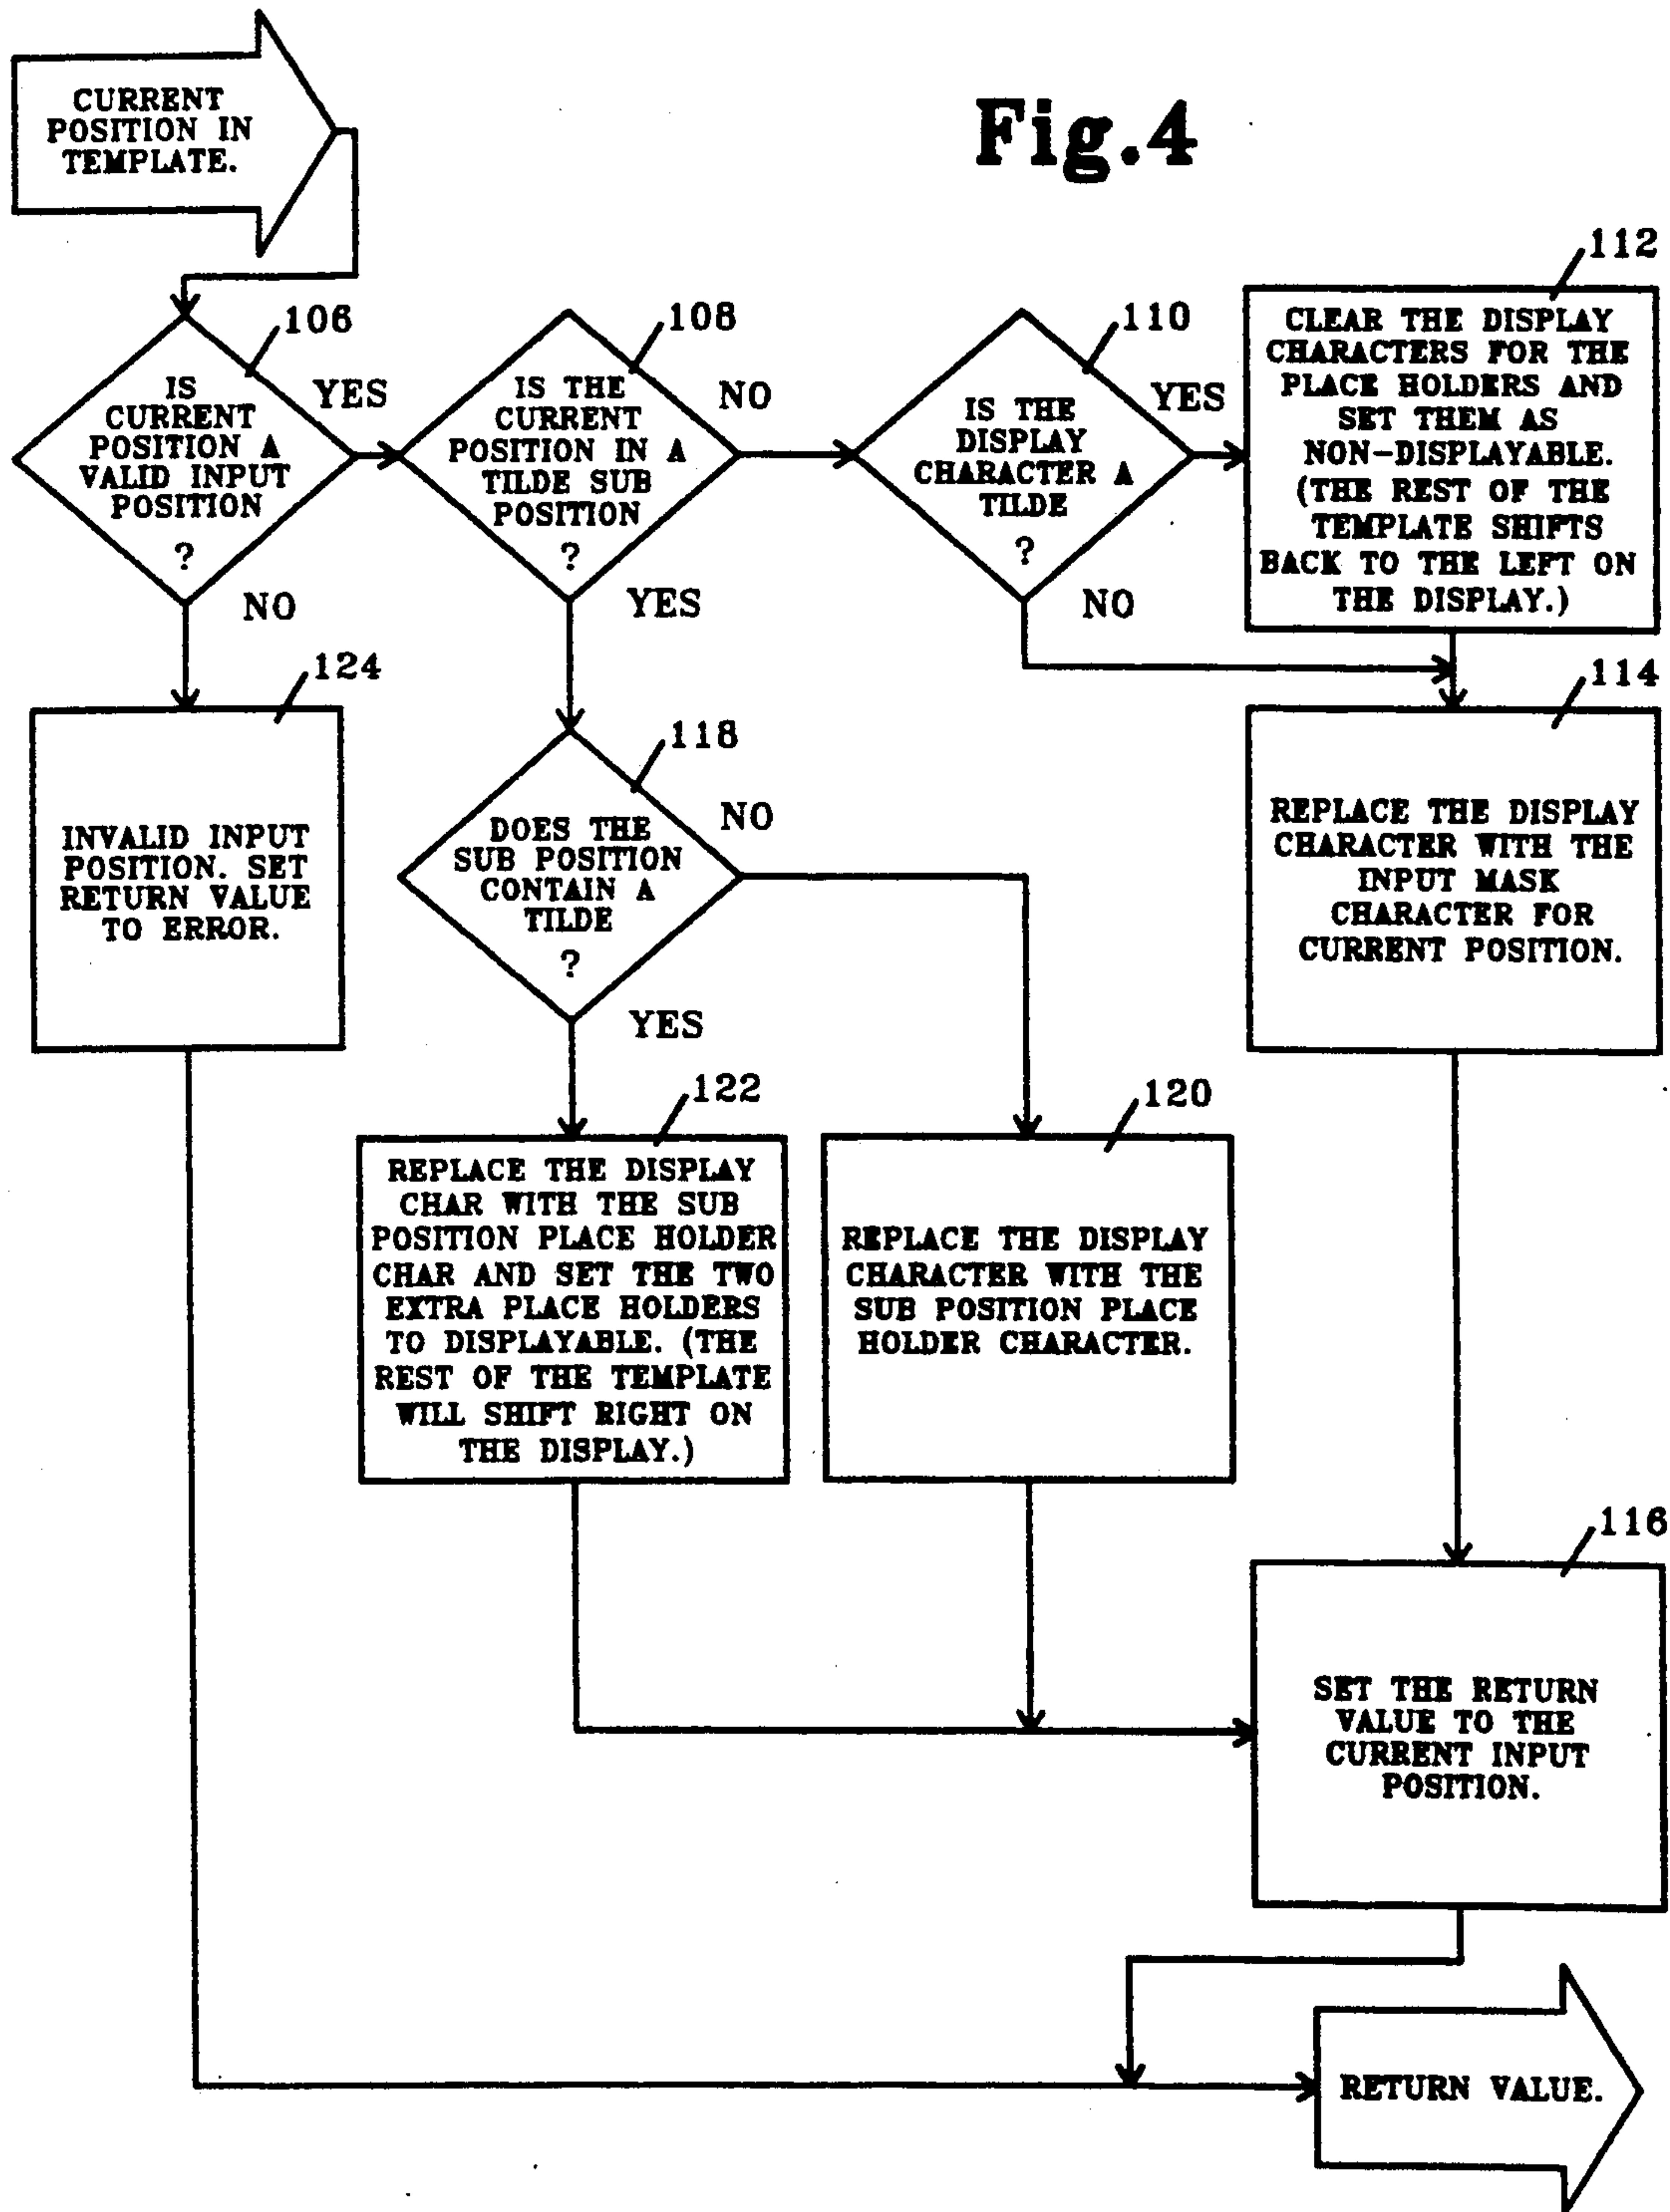 Fig.4
CURRENT
POSITION IN
TEMPLATE.
106
IS
CURRENT
POSITION A
VALID INPUT
POSITION
?
YES
NO
108
IS THE
CURRENT
POSITION IN A
TILDE SUB
POSITION
?
NO
YES
110
IS THE
DISPLAY
CHARACTER A
TILDE
?
YES
NO
112
CLEAR THE DISPLAY
CHARACTERS FOR THE
PLACE HOLDERS AND
SET THEM AS
NON-DISPLAYABLE.
(THE REST OF THE
TEMPLATE SHIFTS
BACK TO THE LEFT ON
THE DISPLAY.)
124
INVALID INPUT
POSITION. SET
RETURN VALUE
TO ERROR.
118
DOES THE
SUB POSITION
CONTAIN A
TILDE
?
NO
YES
114
REPLACE THE DISPLAY
CHARACTER WITH THE
INPUT MASK
CHARACTER FOR
CURRENT POSITION.
122
REPLACE THE DISPLAY
CHAR WITH THE SUB
POSITION PLACE HOLDER
CHAR AND SET THE TWO
EXTRA PLACE HOLDERS
TO DISPLAYABLE. (THE
REST OF THE TEMPLATE
WILL SHIFT RIGHT ON
THE DISPLAY.)
120
REPLACE THE DISPLAY
CHARACTER WITH THE
SUB POSITION PLACE
HOLDER CHARACTER.
116
SET THE RETURN
VALUE TO THE
CURRENT INPUT
POSITION.
RETURN VALUE.